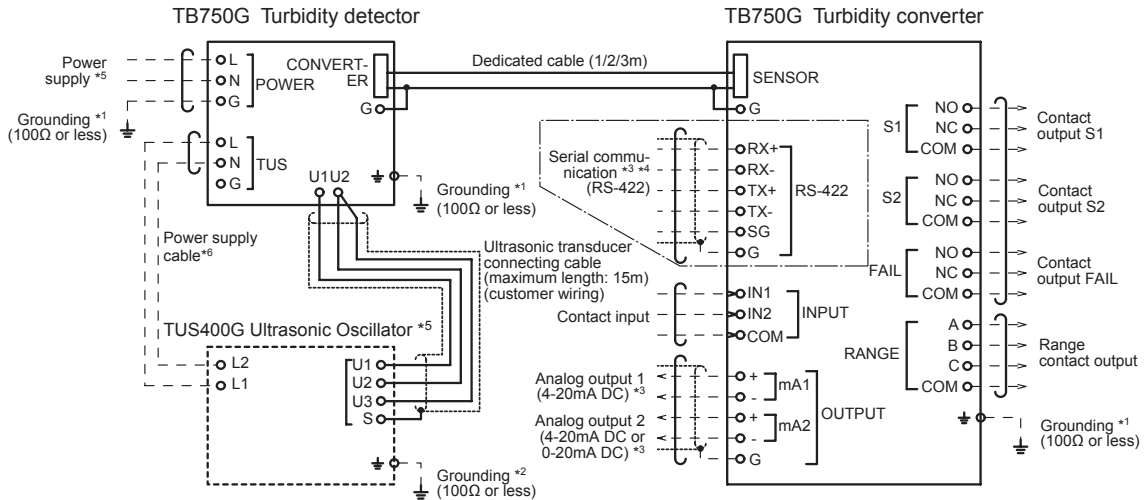 TB750G Turbidity detector
TB750G Turbidity converter
Power
supply *5
L
N
G
POWER
CONVERT-
ER
G
Dedicated cable (1/2/3m)
SENSOR
G
Grounding *1
(100Ω or less)
L
N
G
TUS
U1 U2
Grounding *1
(100Ω or less)
Serial commu-
nication *3 *4
(RS-422)
RX+
RX-
TX+
TX-
SG
G
RS-422
S1
NO
NC
COM
Contact
output S1
S2
NO
NC
COM
Contact
output S2
FAIL
NO
NC
COM
Contact
output FAIL
Power supply
cable*6
Ultrasonic transducer
connecting cable
(maximum length: 15m)
(customer wiring)
Contact input
IN1
IN2
COM
INPUT
RANGE
A
B
C
COM
Range
contact output
TUS400G Ultrasonic Oscillator *5
L2
L1
U1
U2
U3
S
Grounding *2
(100Ω or less)
Analog output 1
(4-20mA DC) *3
Analog output 2
(4-20mA DC or
0-20mA DC) *3
+
-
mA1
+
-
mA2
G
OUTPUT
Grounding *1
(100Ω or less)